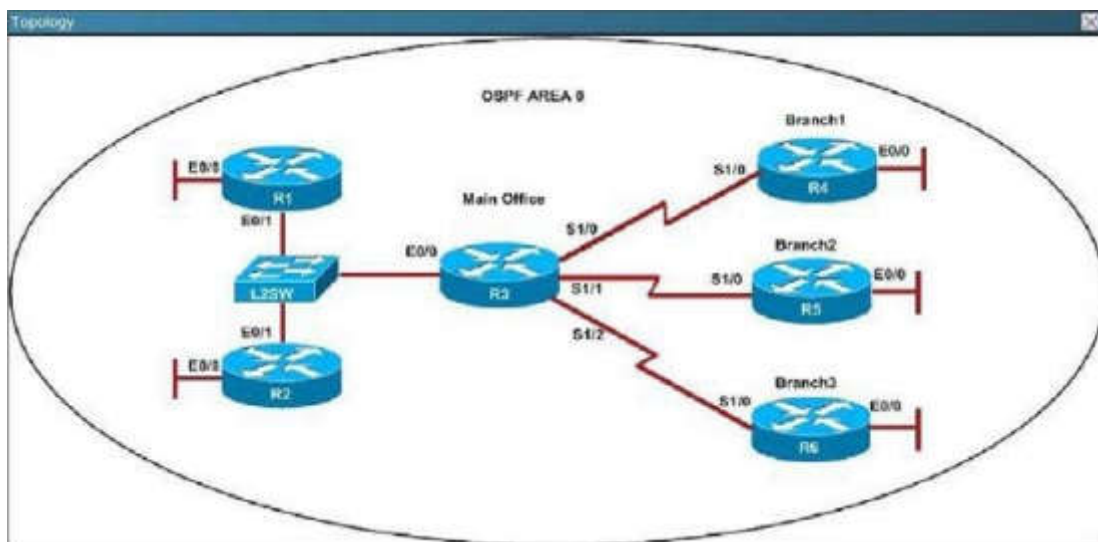 Topology
OSPF AREA 0
Branch1
E0/0
S1/0
R4
E0/0
R1
E0/1
Main Office
S1/0
L2SW
E0/0
R3
S1/1
Branch2
S1/0
E0/0
R5
E0/1
S1/2
E0/0
R2
Branch3
S1/0
E0/0
R6